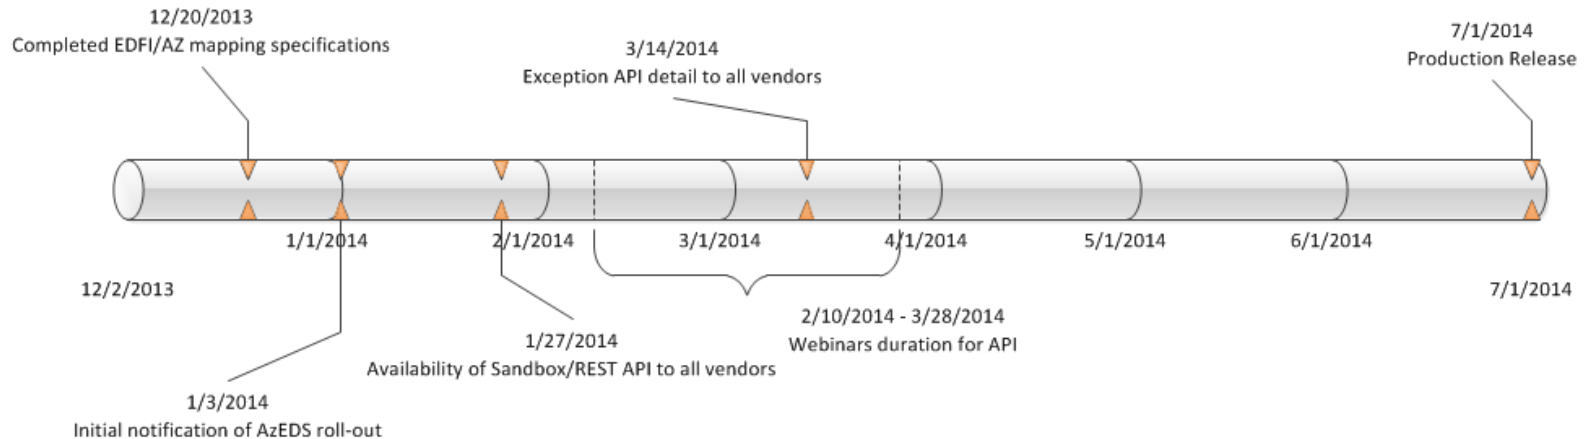 12/20/2013
Completed EDFI/AZ mapping specifications
3/14/2014
Exception API detail to all vendors
7/1/2014
Production Release
1/1/2014
2/1/2014
3/1/2014
4/1/2014
5/1/2014
6/1/2014
12/2/2013
7/1/2014
2/10/2014 - 3/28/2014
Webinars duration for API
1/27/2014
Availability of Sandbox/REST API to all vendors
1/3/2014
Initial notification of AzEDS roll-out